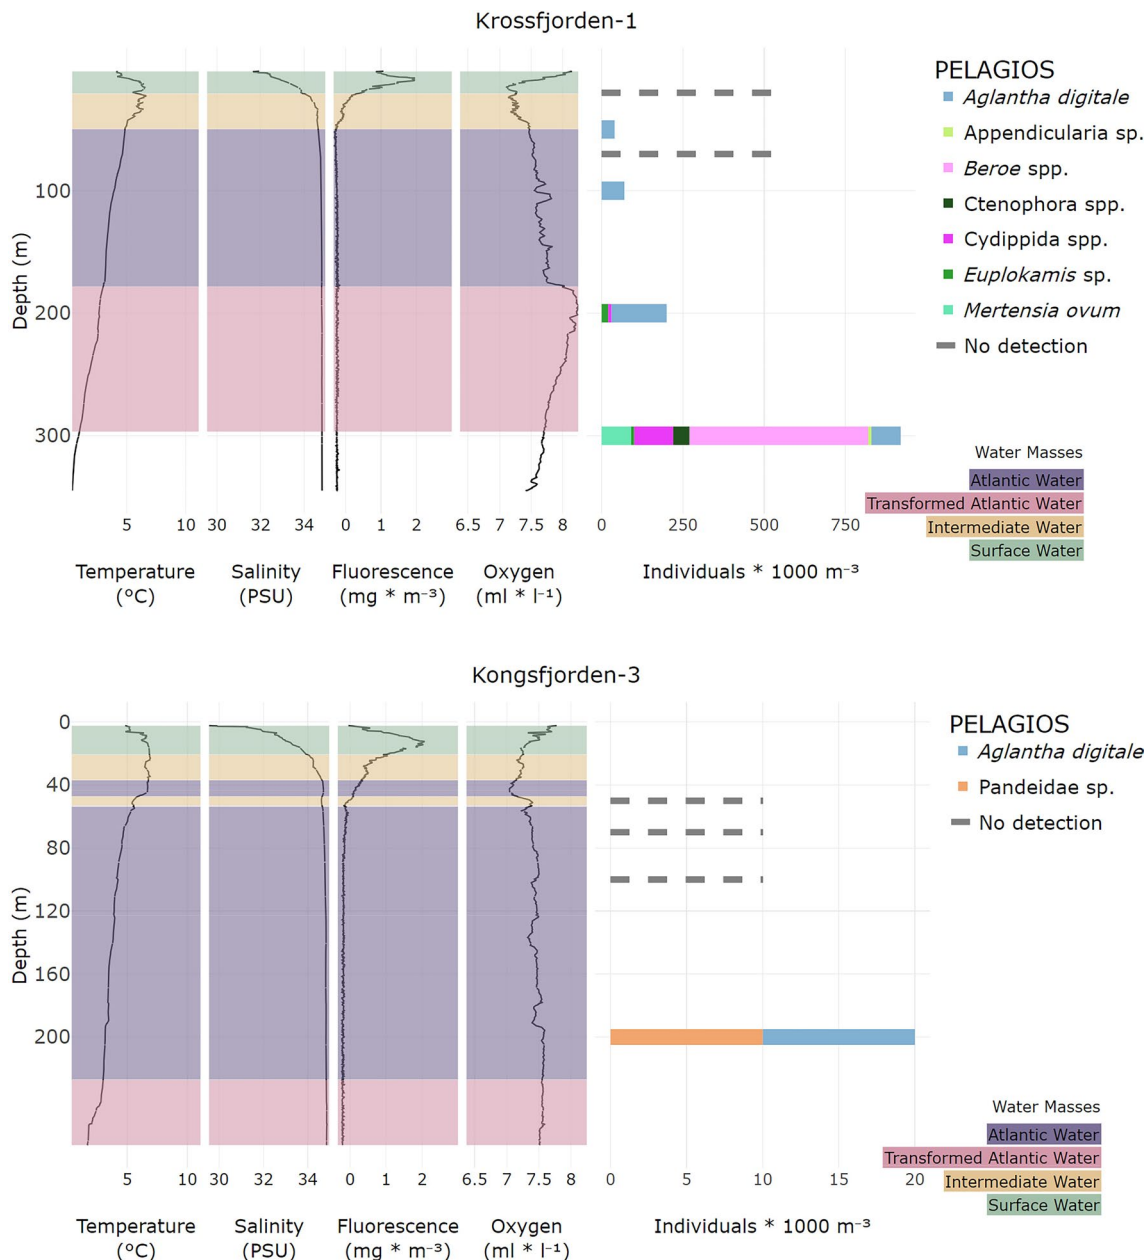 Krossfjorden-1
PELAGIOS
Aglantha digitale
Appendicularia sp.
Beroe spp.
Ctenophora spp.
Cydippida spp.
Euplokamis sp.
Mertensia ovum
No detection
100
200
300
Depth (m)
Water Masses
Atlantic Water
Transformed Atlantic Water
Intermediate Water
Surface Water
5 10 30 32 34 0 1 2 6.5 7 7.5 8 0 250 500 750
Temperature Salinity Fluorescence Oxygen Individuals * 1000 m⁻³
(°C) (PSU) (mg * m⁻³) (ml * l⁻¹)
Kongsfjorden-3
PELAGIOS
Aglantha digitale
Pandeidae sp.
No detection
0
40
80
120
160
200
Depth (m)
Water Masses
Atlantic Water
Transformed Atlantic Water
Intermediate Water
Surface Water
5 10 30 32 34 0 1 2 6.5 7 7.5 8 0 5 10 15 20
Temperature Salinity Fluorescence Oxygen Individuals * 1000 m⁻³
(°C) (PSU) (mg * m⁻³) (ml * l⁻¹)